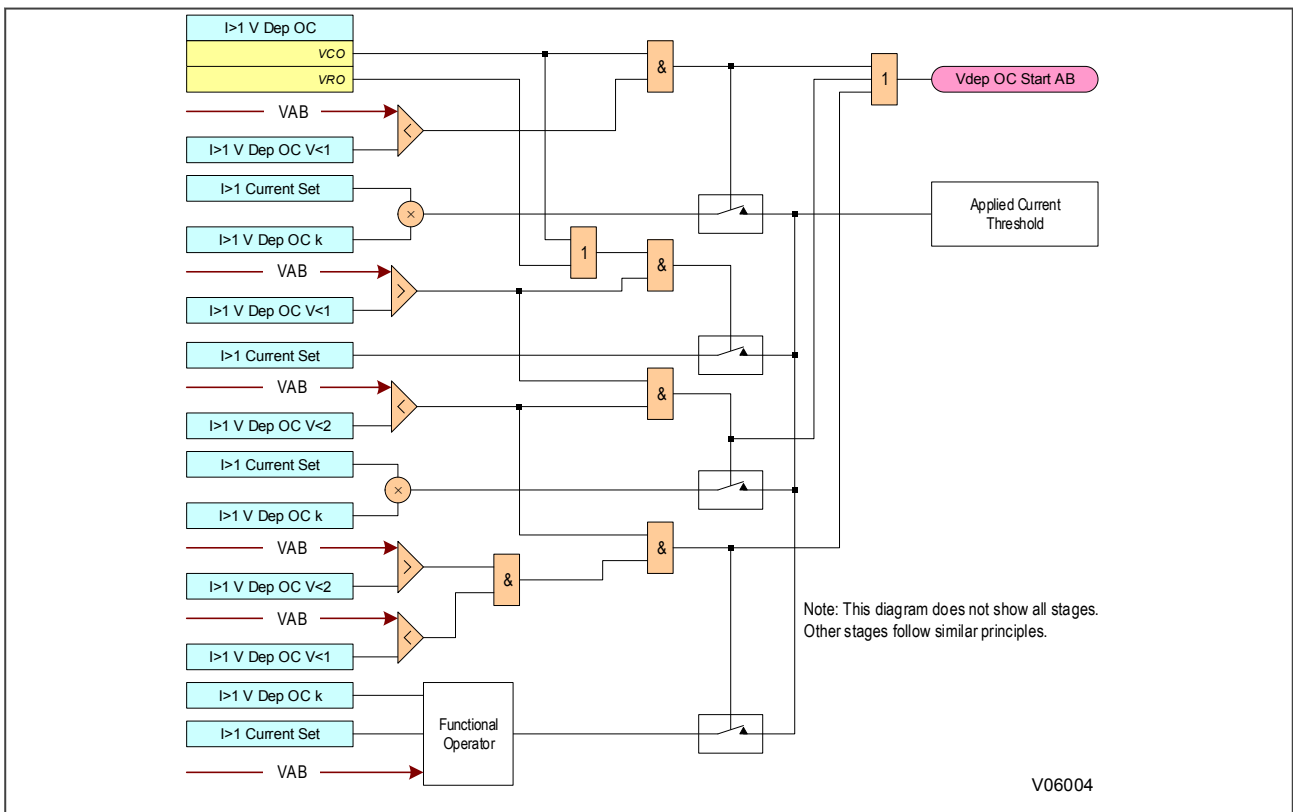 I>1 V Dep OC
VCO
VRO
&
1
Vdep OC Start AB
VAB
<
I>1 V Dep OC V<1
I>1 Current Set
×
I>1 V Dep OC k
Applied Current
Threshold
1
&
VAB
>
I>1 V Dep OC V<1
I>1 Current Set
VAB
<
&
I>1 V Dep OC V<2
I>1 Current Set
×
I>1 V Dep OC k
VAB
>
&
I>1 V Dep OC V<2
&
VAB
<
I>1 V Dep OC V<1
Note: This diagram does not show all stages.
Other stages follow similar principles.
I>1 V Dep OC k
I>1 Current Set
Functional
Operator
VAB
V06004